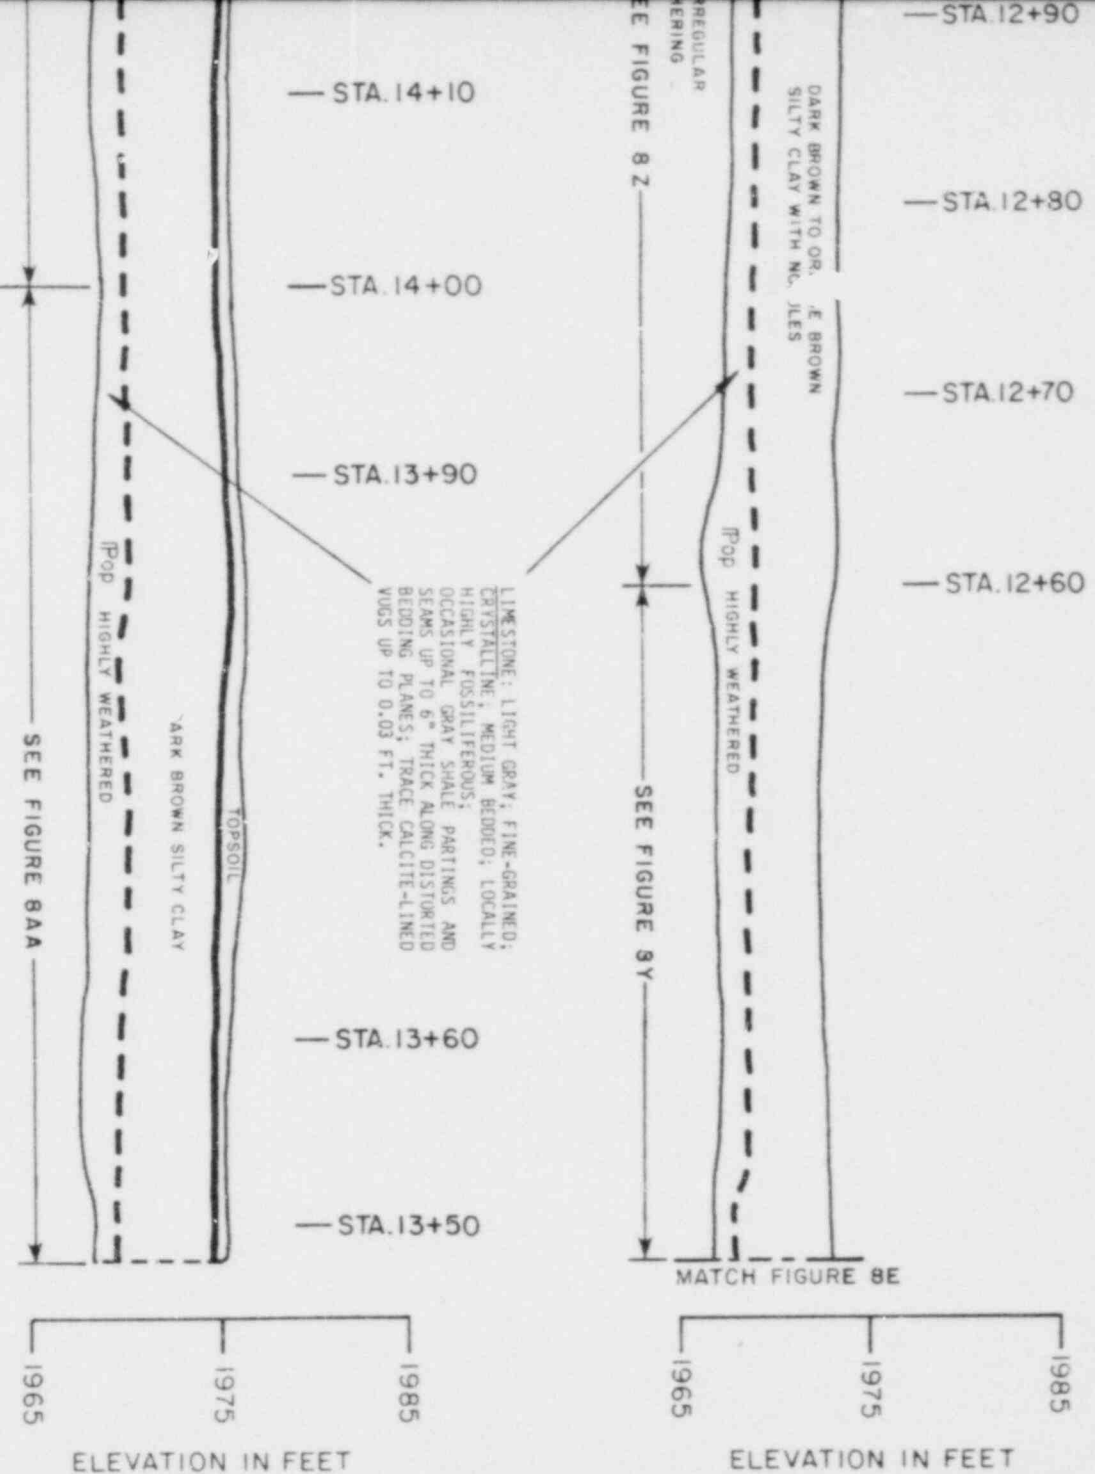 STA.14+10
STA.14+00
STA.13+90
STA.13+60
STA.13+50
IPop HIGHLY WEATHERED
ARK BROWN SILTY CLAY
TOPSOIL
SEE FIGURE 8AA
LIMESTONE; LIGHT GRAY; FINE-GRAINED;
CRYSTALLINE; MEDIUM BEDDED; LOCALLY
HIGHLY FOSSILIFEROUS;
OCCASIONAL GRAY SHALE PARTINGS AND
SEAMS UP TO 6" THICK ALONG DISTORTED
BEDDING PLANES; TRACE CALCITE-LINED
VUGS UP TO 0.03 FT. THICK.
1965
1975
1985
ELEVATION IN FEET
RREGULAR
HERING
EE FIGURE 8Z
DARK BROWN TO OR. .E BROWN
SILTY CLAY WITH NO. JLES
STA.12+90
STA.12+80
STA.12+70
STA.12+60
IPop HIGHLY WEATHERED
SEE FIGURE 8Y
MATCH FIGURE 8E
1965
1975
1985
ELEVATION IN FEET